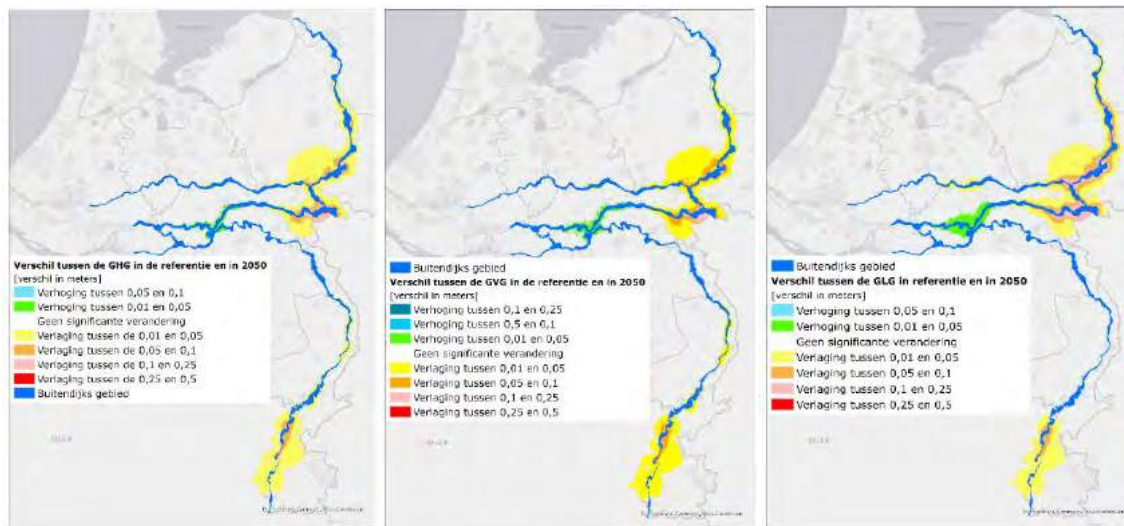 Verschil tussen de GHG in de referentie en in 2050
[verschil in meters]
Verhoging tussen 0,05 en 0,1
Verhoging tussen 0,01 en 0,05
Geen significante verandering
Verlaging tussen de 0,01 en 0,05
Verlaging tussen de 0,05 en 0,1
Verlaging tussen de 0,1 en 0,25
Verlaging tussen de 0,25 en 0,5
Buitendijks gebied
Buitendijks gebied
Verschil tussen de GVG in de referentie en in 2050
[verschil in meters]
Verhoging tussen 0,1 en 0,25
Verhoging tussen 0,5 en 0,1
Verhoging tussen 0,01 en 0,05
Geen significante verandering
Verlaging tussen 0,01 en 0,05
Verlaging tussen 0,05 en 0,1
Verlaging tussen 0,1 en 0,25
Verlaging tussen 0,25 en 0,5
Buitendijks gebied
Verschil tussen de GLG in referentie en in 2050
[verschil in meters]
Verhoging tussen 0,05 en 0,1
Verhoging tussen 0,01 en 0,05
Geen significante verandering
Verlaging tussen 0,01 en 0,05
Verlaging tussen 0,05 en 0,1
Verlaging tussen 0,1 en 0,25
Verlaging tussen 0,25 en 0,5